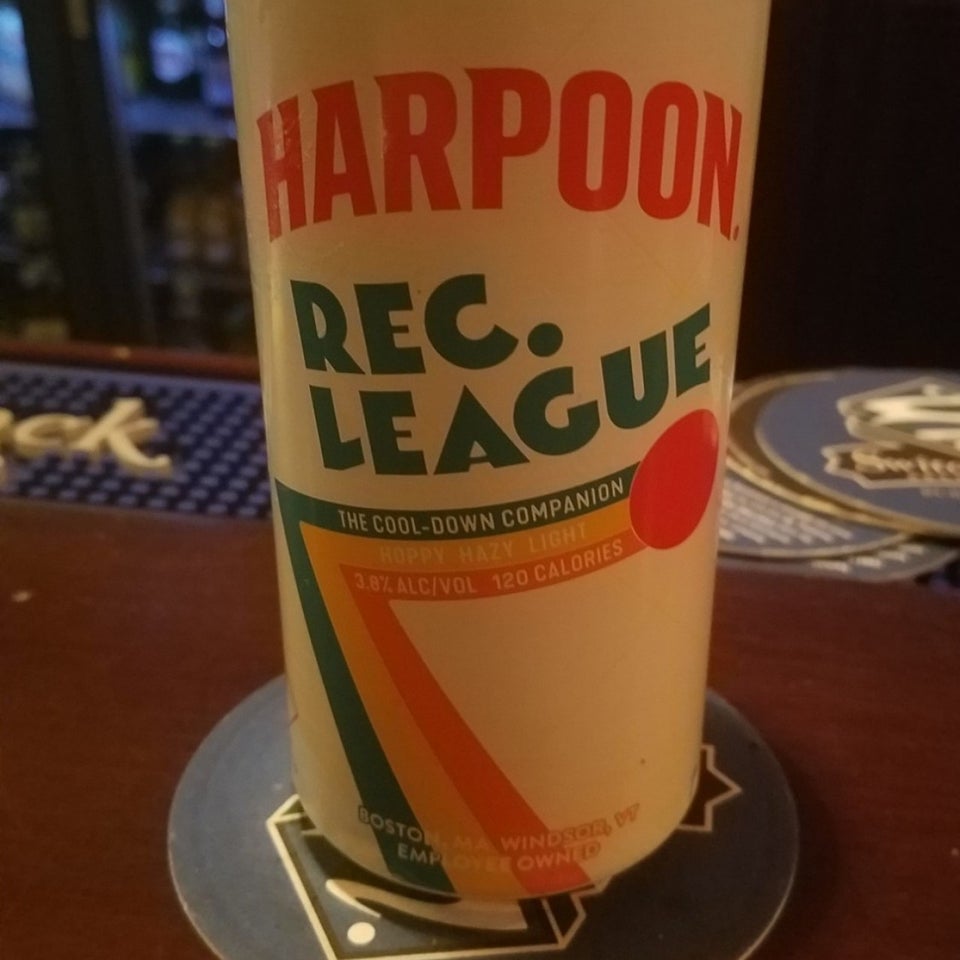 HARPOON.
REC.
LEAGUE
THE COOL-DOWN COMPANION
HOPPY HAZY LIGHT
3.8% ALC/VOL 120 CALORIES
BOSTON, MA WINDSOR, VT
EMPLOYEE OWNED